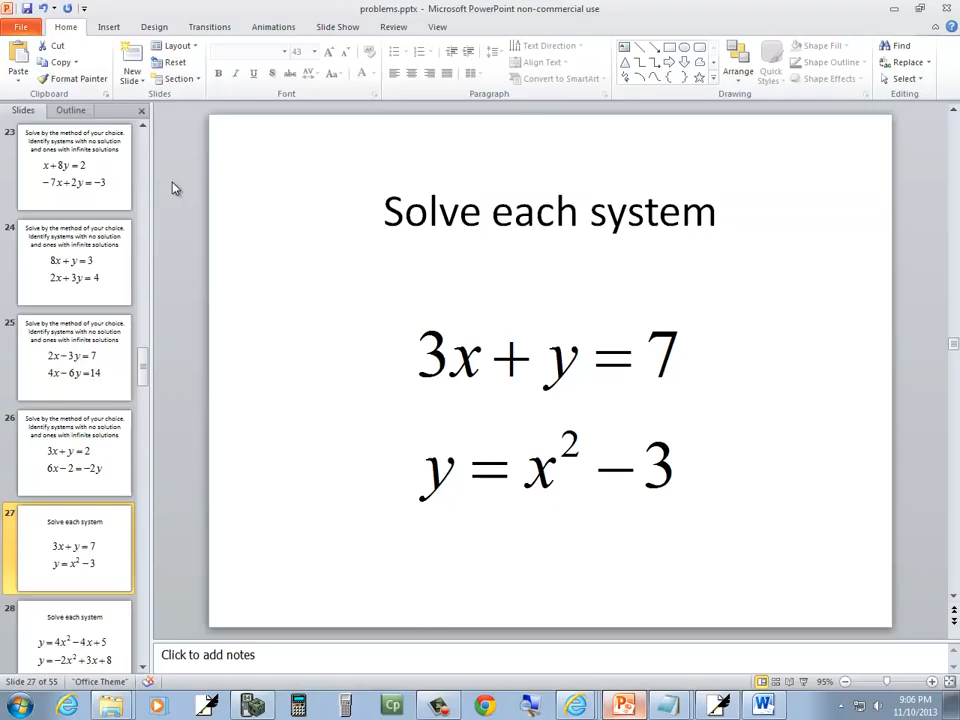 problems.pptx - Microsoft PowerPoint non-commercial use
File Home Insert Design Transitions Animations Slide Show Review View
Cut
Copy
Format Painter
Paste
Clipboard
New
Slide
Layout
Reset
Section
Slides
43
B I U S abc AV Aa A
Font
Text Direction
Align Text
Convert to SmartArt
Paragraph
Arrange
Quick
Styles
Shape Fill
Shape Outline
Shape Effects
Drawing
Find
Replace
Select
Editing
Slides Outline
23
Solve by the method of your choice.
Identify systems with no solution
and ones with infinite solutions
x+8y=2
−7x+2y=−3
24
Solve by the method of your choice.
Identify systems with no solution
and ones with infinite solutions
8x+y=3
2x+3y=4
25
Solve by the method of your choice.
Identify systems with no solution
and ones with infinite solutions
2x−3y=7
4x−6y=14
26
Solve by the method of your choice.
Identify systems with no solution
and ones with infinite solutions
3x+y=2
6x−2=−2y
27
Solve each system
3x+y=7
y=x²−3
28
Solve each system
y=4x²−4x+5
y=−2x²+3x+8
Solve each system
3x + y = 7
y = x² − 3
Click to add notes
Slide 27 of 55 "Office Theme" 95%
Cp
9:06 PM
11/10/2013